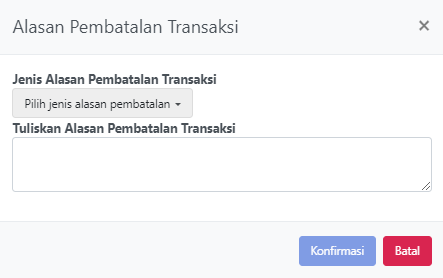 Alasan Pembatalan Transaksi
×
Jenis Alasan Pembatalan Transaksi
Pilih jenis alasan pembatalan
Tuliskan Alasan Pembatalan Transaksi
Konfirmasi
Batal